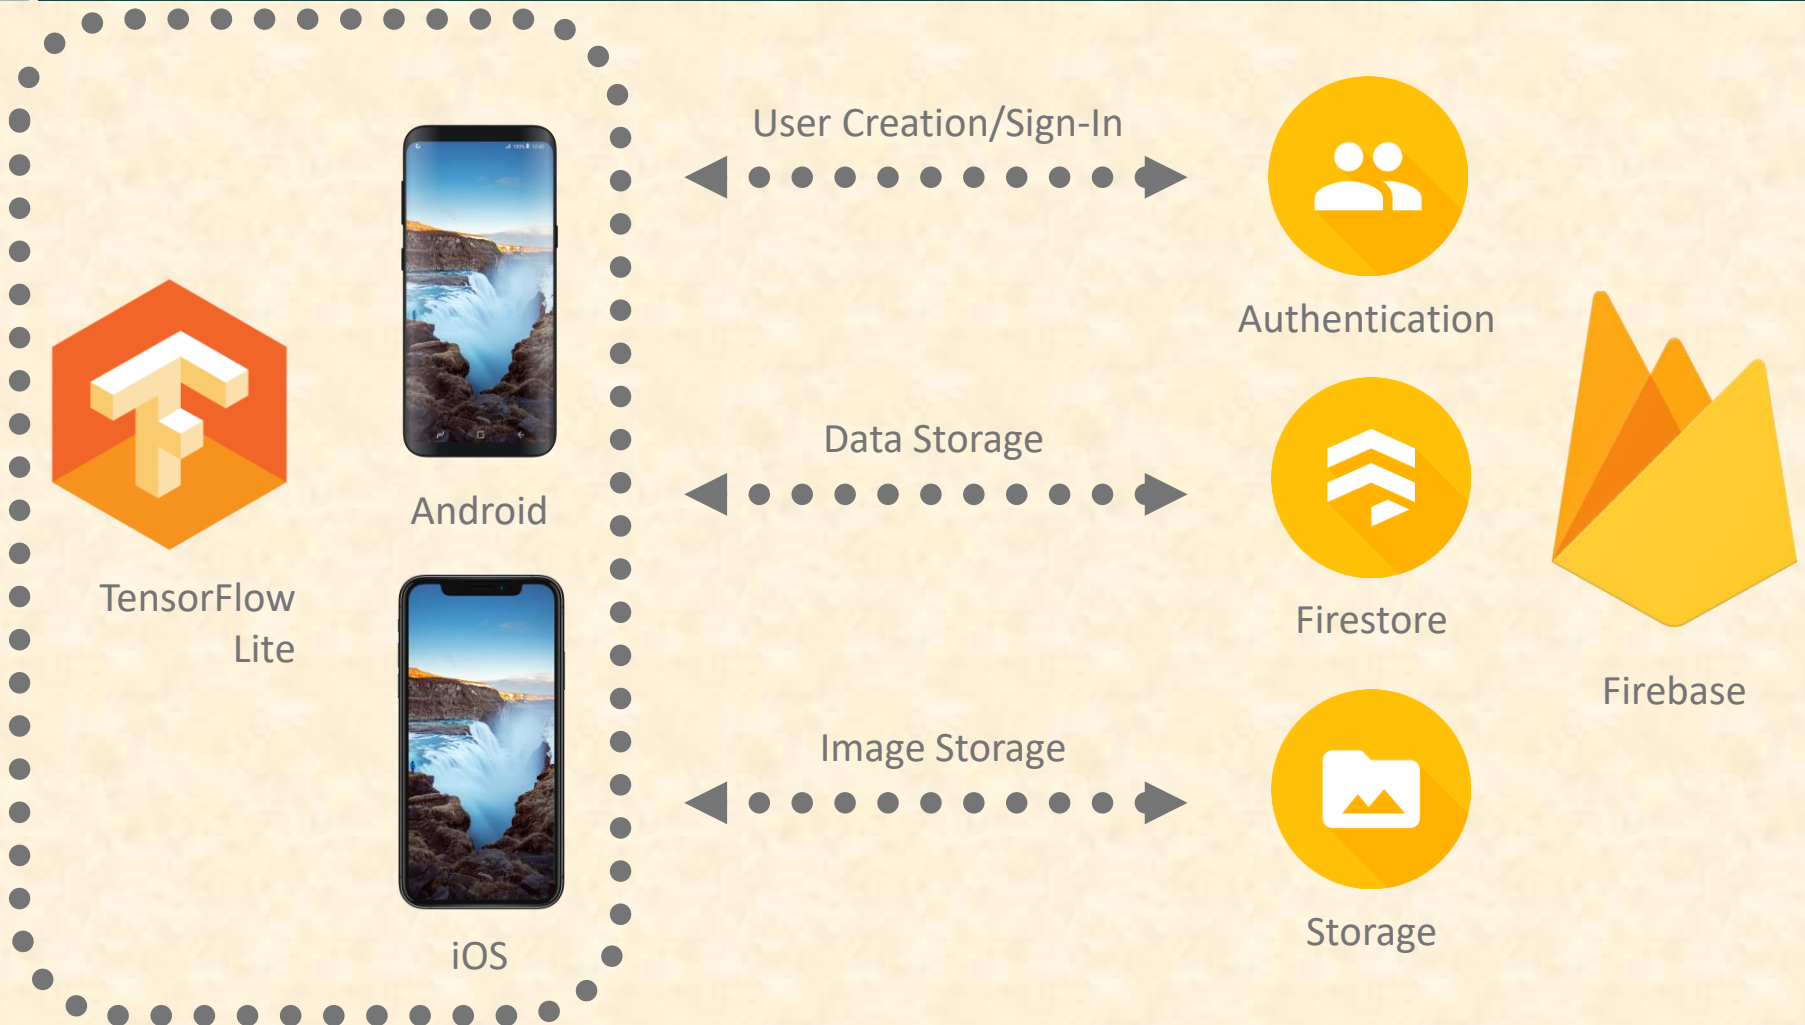 User Creation/Sign-In
Authentication
Data Storage
Android
TensorFlow
Lite
Firestore
Firebase
Image Storage
Storage
iOS